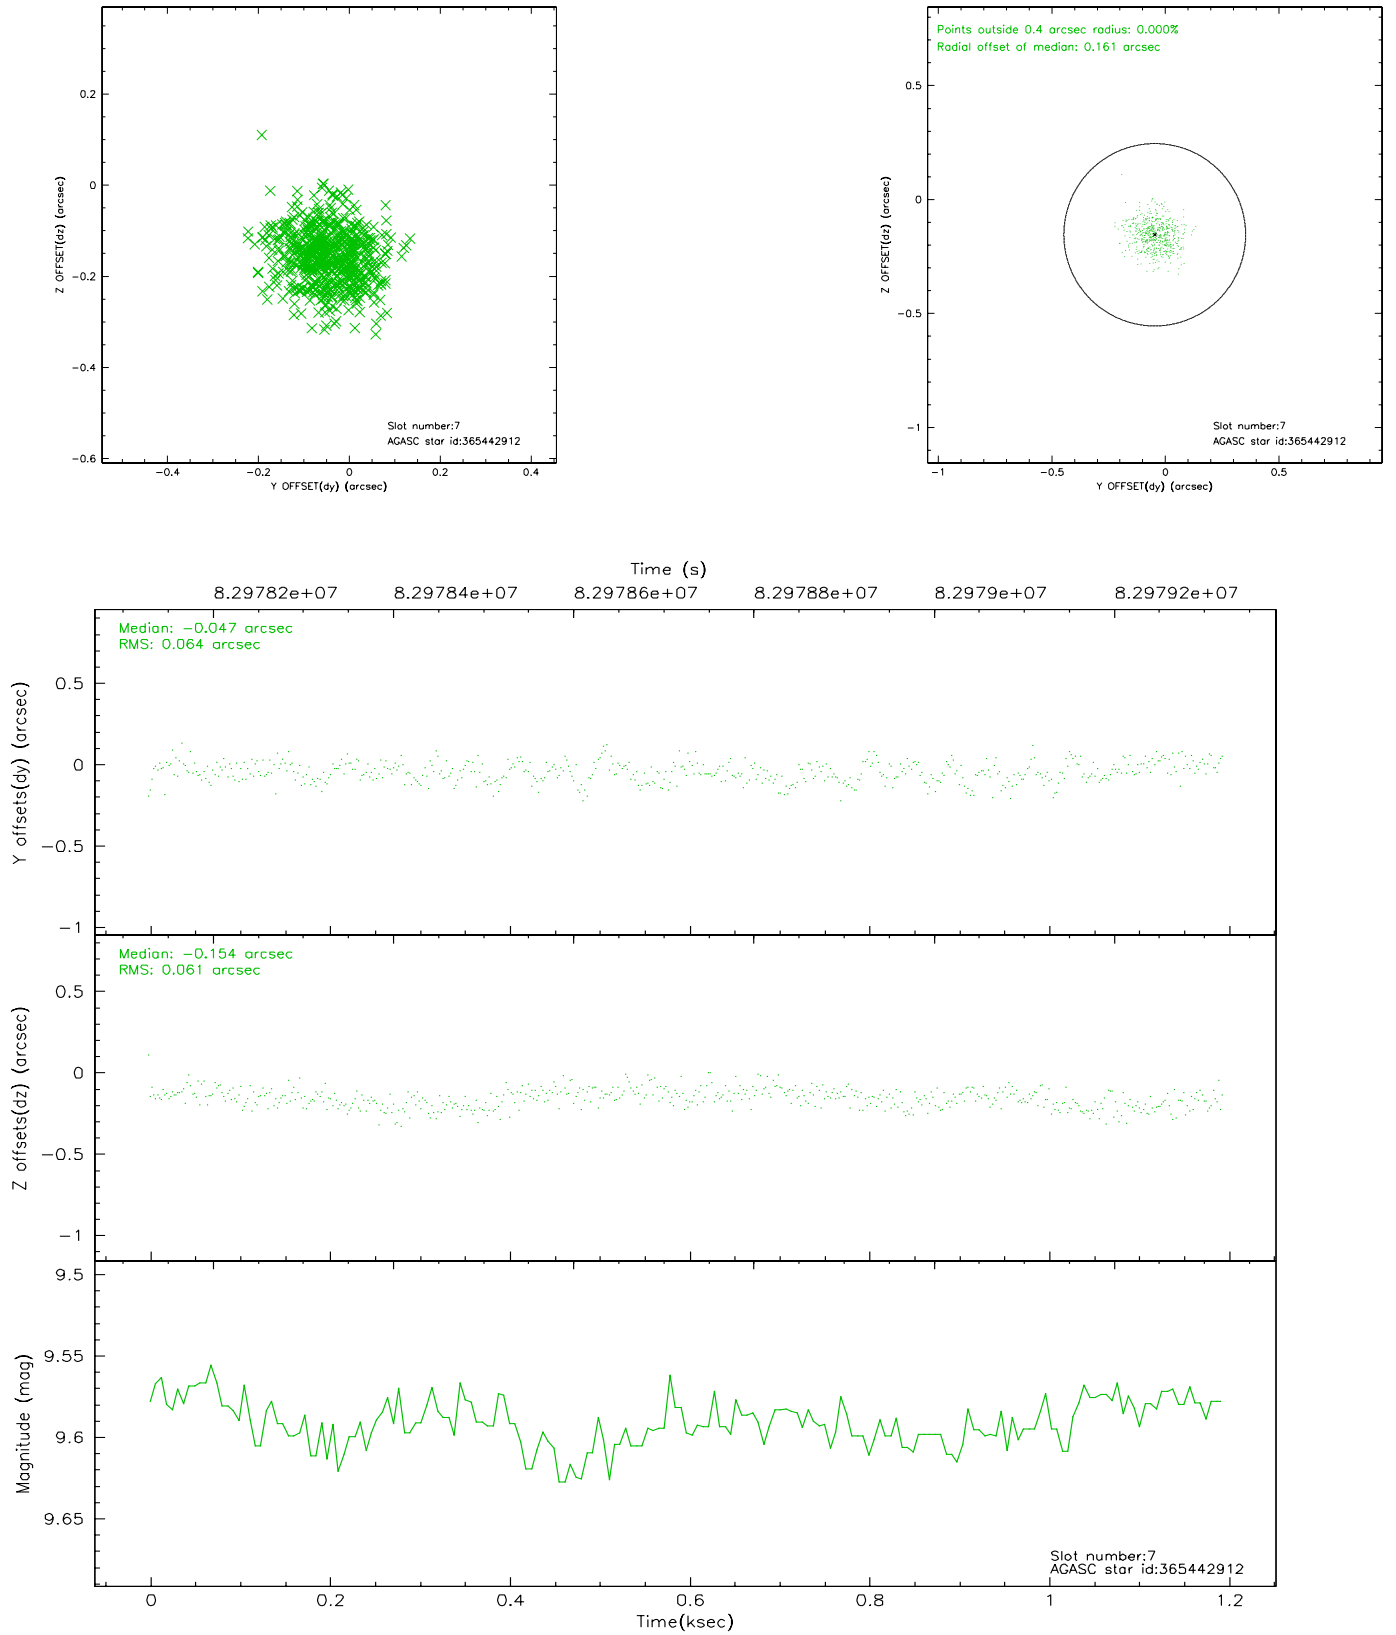 0.2
0
−0.2
−0.4
−0.6
Z OFFSET(dz) (arcsec)
−0.4 −0.2 0 0.2 0.4
Y OFFSET(dy) (arcsec)
Slot number:7
AGASC star id:365442912
Points outside 0.4 arcsec radius: 0.000%
Radial offset of median: 0.161 arcsec
0.5
0
−0.5
−1
Z OFFSET(dz) (arcsec)
−1 −0.5 0 0.5
Y OFFSET(dy) (arcsec)
Slot number:7
AGASC star id:365442912
Time (s)
8.29782e+07 8.29784e+07 8.29786e+07 8.29788e+07 8.2979e+07 8.29792e+07
Median: −0.047 arcsec
RMS: 0.064 arcsec
0.5
0
−0.5
−1
Y offsets(dy) (arcsec)
Median: −0.154 arcsec
RMS: 0.061 arcsec
0.5
0
−0.5
−1
Z offsets(dz) (arcsec)
9.5
9.55
9.6
9.65
Magnitude (mag)
Slot number:7
AGASC star id:365442912
0 0.2 0.4 0.6 0.8 1 1.2
Time(ksec)